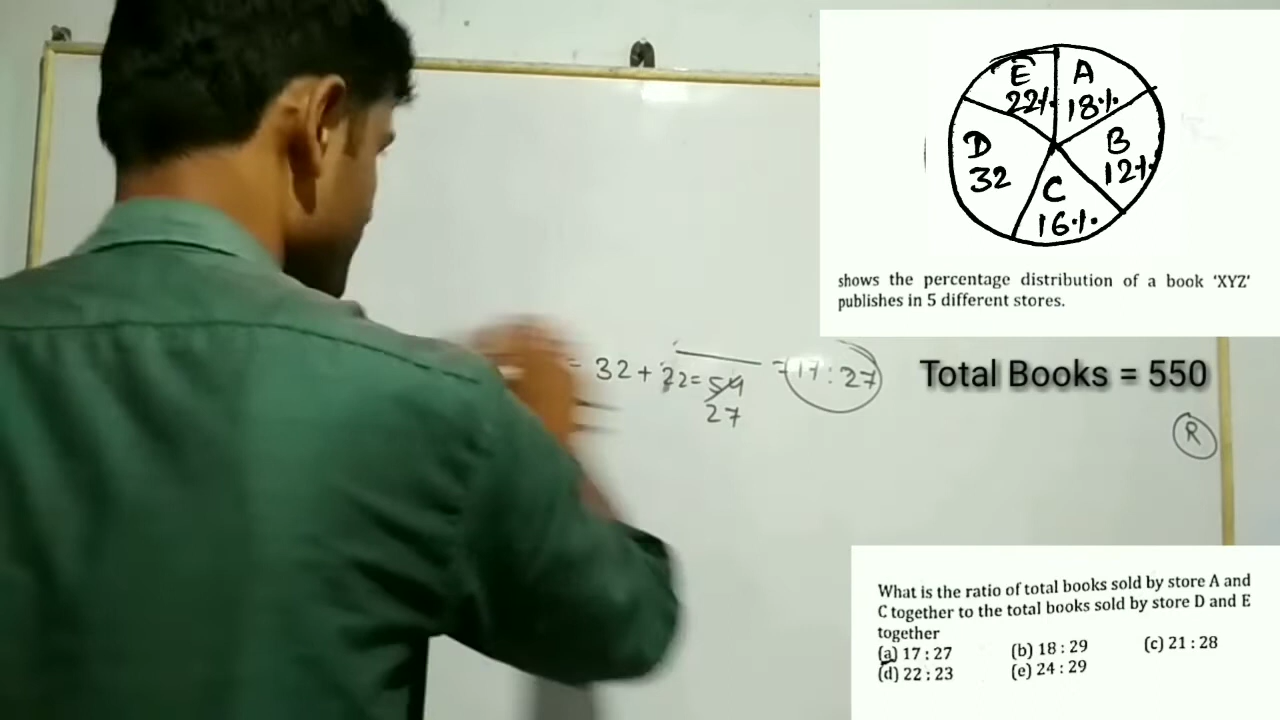 E
22%
A
18%
B
12%
D
32
C
16%
shows the percentage distribution of a book ‘XYZ’
publishes in 5 different stores.
= 32 + 22 = 54 = 17 : 27
27
Total Books = 550
R
What is the ratio of total books sold by store A and
C together to the total books sold by store D and E
together
(a) 17 : 27 (b) 18 : 29 (c) 21 : 28
(d) 22 : 23 (e) 24 : 29